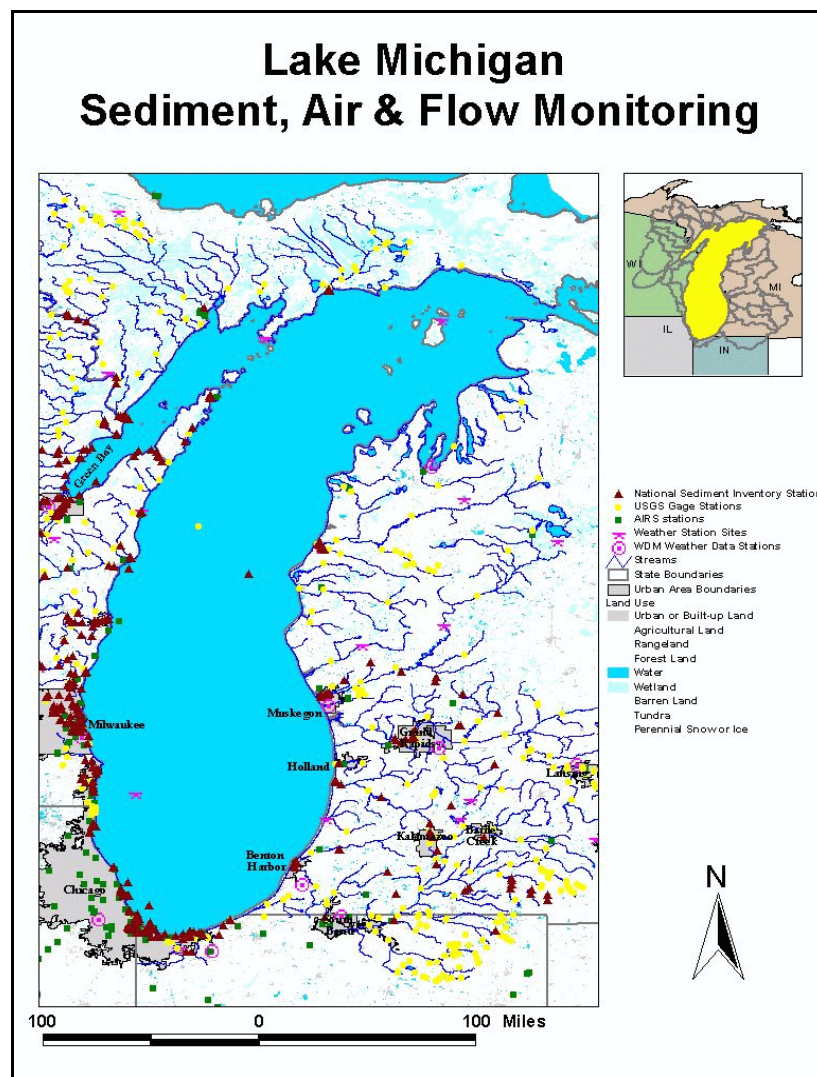 Lake Michigan
Sediment, Air & Flow Monitoring
WI
MI
IL
IN
Green Bay
National Sediment Inventory Station
USGS Gage Stations
AIRS stations
Weather Station Sites
WDM Weather Data Stations
Streams
State Boundaries
Urban Area Boundaries
Land Use
Urban or Built-up Land
Agricultural Land
Rangeland
Forest Land
Water
Wetland
Barren Land
Tundra
Perennial Snow or Ice
Milwaukee
Muskegon
Grand
Rapids
Holland
Lansing
Kalamazoo
Battle
Creek
Benton
Harbor
Chicago
South
Bend
N
100 0 100 Miles